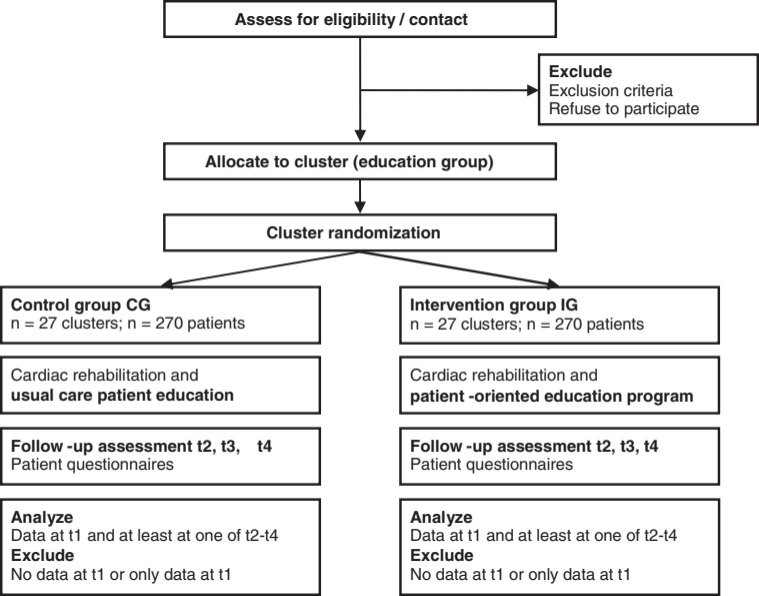 Assess for eligibility / contact
Exclude
Exclusion criteria
Refuse to participate
Allocate to cluster (education group)
Cluster randomization
Control group CG
n = 27 clusters; n = 270 patients
Cardiac rehabilitation and
usual care patient education
Follow -up assessment t2, t3, t4
Patient questionnaires
Analyze
Data at t1 and at least at one of t2-t4
Exclude
No data at t1 or only data at t1
Intervention group IG
n = 27 clusters; n = 270 patients
Cardiac rehabilitation and
patient -oriented education program
Follow -up assessment t2, t3, t4
Patient questionnaires
Analyze
Data at t1 and at least at one of t2-t4
Exclude
No data at t1 or only data at t1